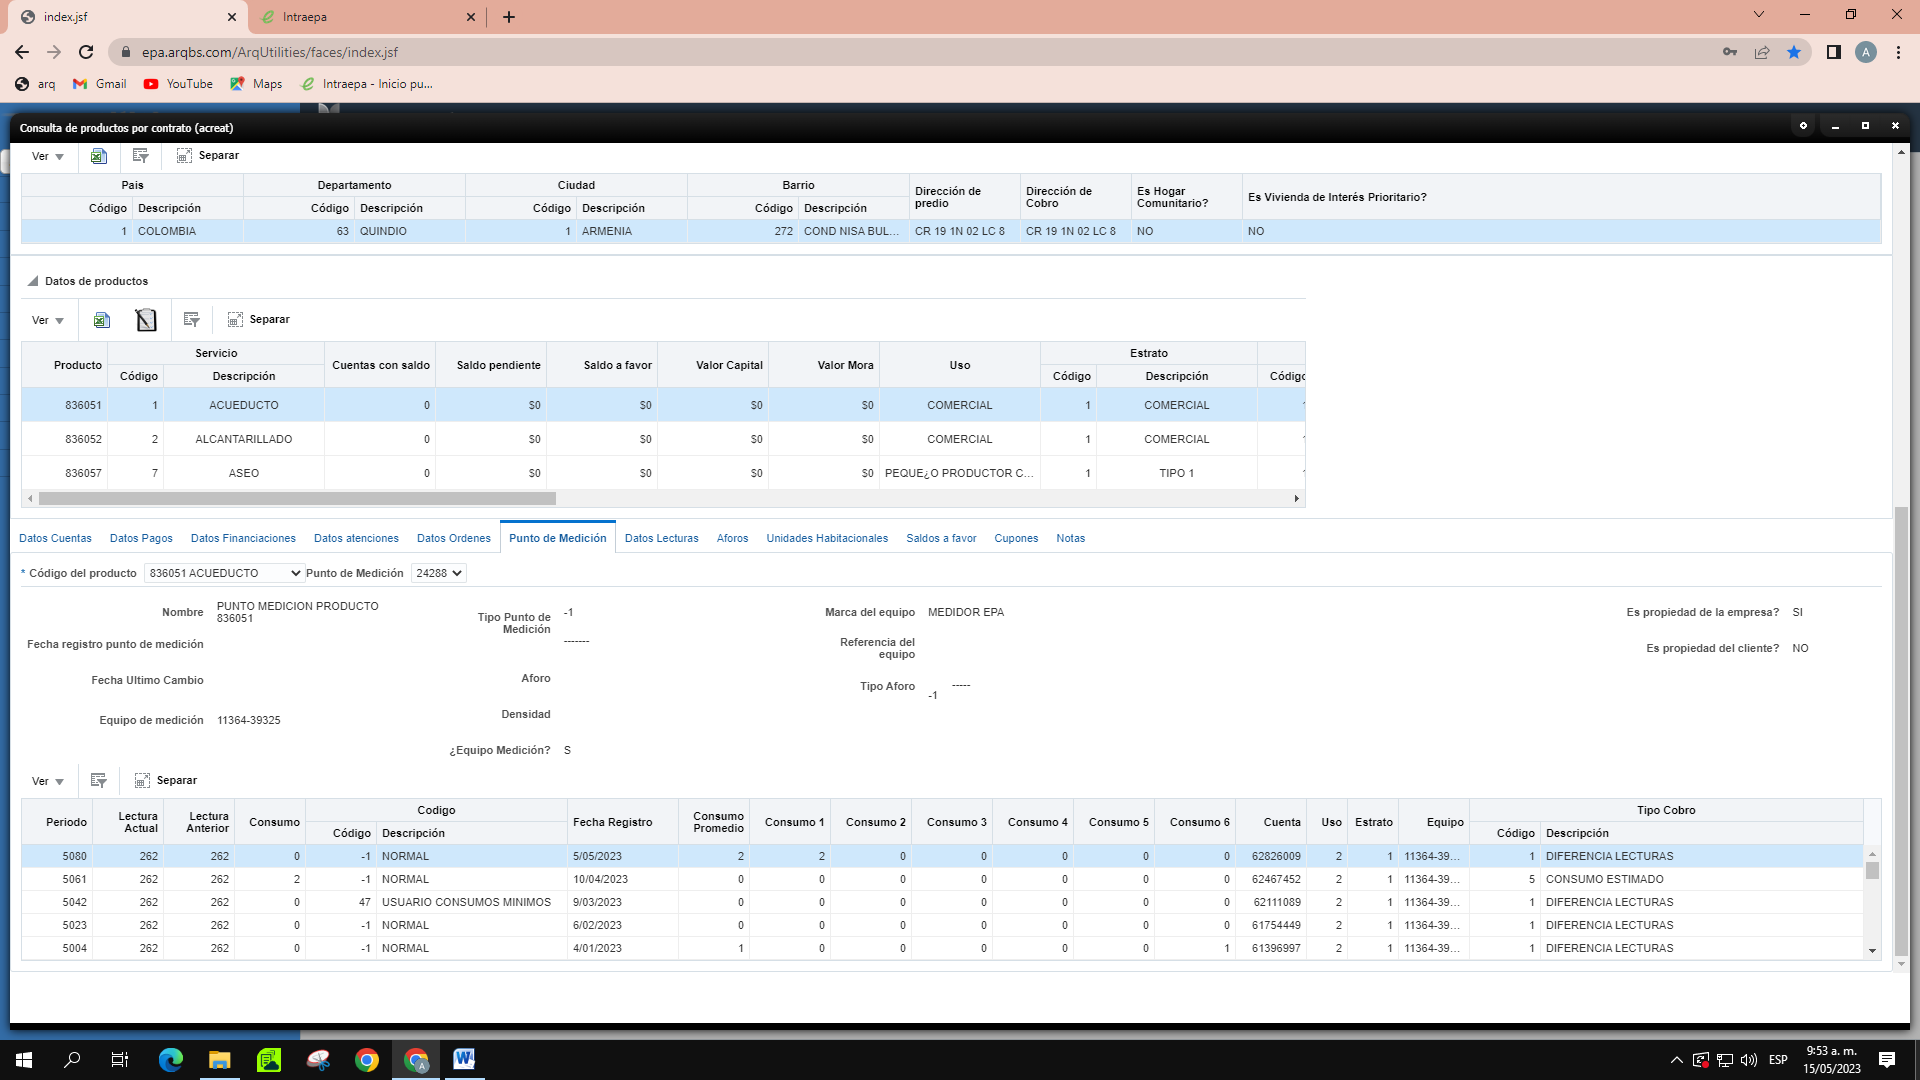 index.jsf
Intraepa
epa.arqbs.com/ArqUtilities/faces/index.jsf
A
arq
Gmail
YouTube
Maps
Intraepa - Inicio pu...
Consulta de productos por contrato (acreat)
Ver
Separar
Pais Departamento Ciudad Barrio Dirección de predio Dirección de Cobro Es Hogar Comunitario? Es Vivienda de Interés Prioritario?
Código Descripción Código Descripción Código Descripción Código Descripción
1 COLOMBIA 63 QUINDIO 1 ARMENIA 272 COND NISA BUL... CR 19 1N 02 LC 8 CR 19 1N 02 LC 8 NO NO
Datos de productos
Ver
Separar
Producto Servicio Cuentas con saldo Saldo pendiente Saldo a favor Valor Capital Valor Mora Uso Estrato
Código Descripción Código Descripción Código
836051 1 ACUEDUCTO 0 $0 $0 $0 $0 COMERCIAL 1 COMERCIAL
836052 2 ALCANTARILLADO 0 $0 $0 $0 $0 COMERCIAL 1 COMERCIAL
836057 7 ASEO 0 $0 $0 $0 $0 PEQUE¿O PRODUCTOR C... 1 TIPO 1
Datos Cuentas Datos Pagos Datos Financiaciones Datos atenciones Datos Ordenes Punto de Medición Datos Lecturas Aforos Unidades Habitacionales Saldos a favor Cupones Notas
* Código del producto 836051 ACUEDUCTO Punto de Medición 24288
Nombre PUNTO MEDICION PRODUCTO 836051
Tipo Punto de Medición -1 -------
Marca del equipo MEDIDOR EPA
Es propiedad de la empresa? SI
Fecha registro punto de medición
Referencia del equipo
Es propiedad del cliente? NO
Fecha Ultimo Cambio
Aforo
Tipo Aforo -1 -----
Equipo de medición 11364-39325
Densidad
¿Equipo Medición? S
Ver
Separar
Periodo Lectura Actual Lectura Anterior Consumo Codigo Fecha Registro Consumo Promedio Consumo 1 Consumo 2 Consumo 3 Consumo 4 Consumo 5 Consumo 6 Cuenta Uso Estrato Equipo Tipo Cobro
Código Descripción Código Descripción
5080 262 262 0 -1 NORMAL 5/05/2023 2 2 0 0 0 0 0 62826009 2 1 11364-39... 1 DIFERENCIA LECTURAS
5061 262 262 2 -1 NORMAL 10/04/2023 0 0 0 0 0 0 0 62467452 2 1 11364-39... 5 CONSUMO ESTIMADO
5042 262 262 0 47 USUARIO CONSUMOS MINIMOS 9/03/2023 0 0 0 0 0 0 0 62111089 2 1 11364-39... 1 DIFERENCIA LECTURAS
5023 262 262 0 -1 NORMAL 6/02/2023 0 0 0 0 0 0 0 61754449 2 1 11364-39... 1 DIFERENCIA LECTURAS
5004 262 262 0 -1 NORMAL 4/01/2023 1 0 0 0 0 0 1 61396997 2 1 11364-39... 1 DIFERENCIA LECTURAS
ESP
9:53 a. m.
15/05/2023